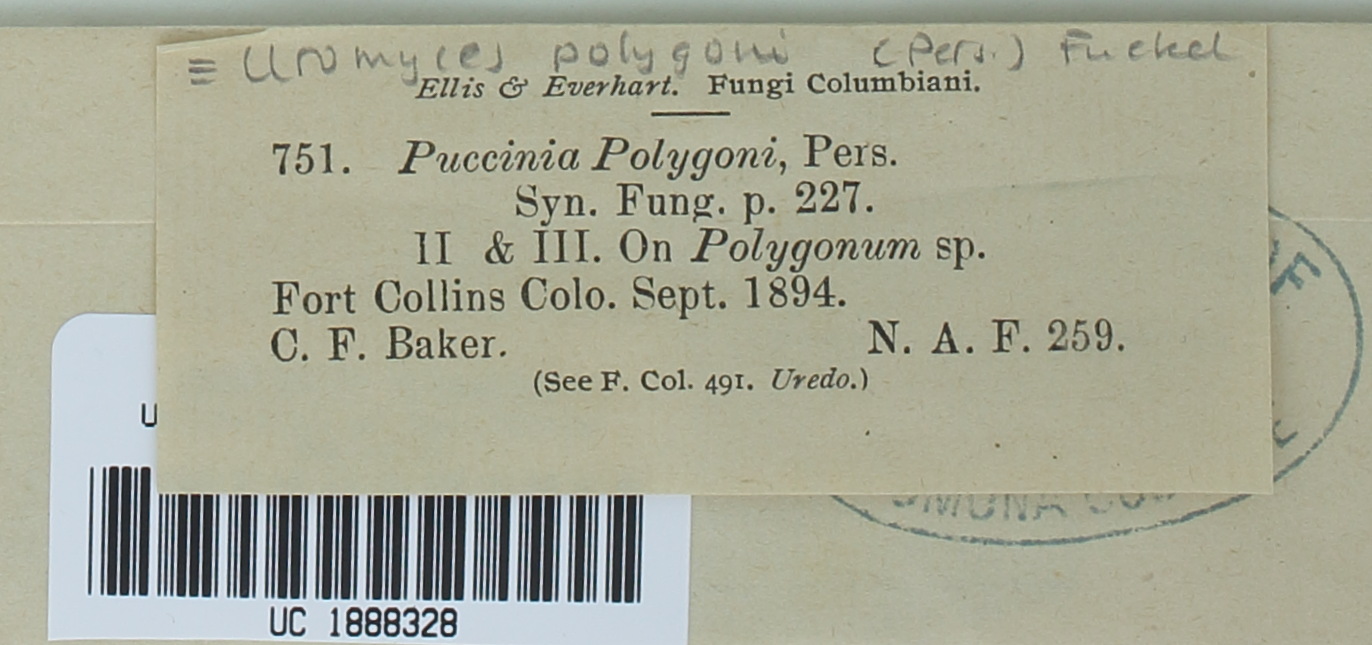 ≡ Uromyces polygoni (Pers.) Fuckel
Ellis & Everhart. Fungi Columbiani.
751. Puccinia Polygoni, Pers.
Syn. Fung. p. 227.
II & III. On Polygonum sp.
Fort Collins Colo. Sept. 1894.
C. F. Baker. N. A. F. 259.
(See F. Col. 491. Uredo.)
U
UC 1888328
OF